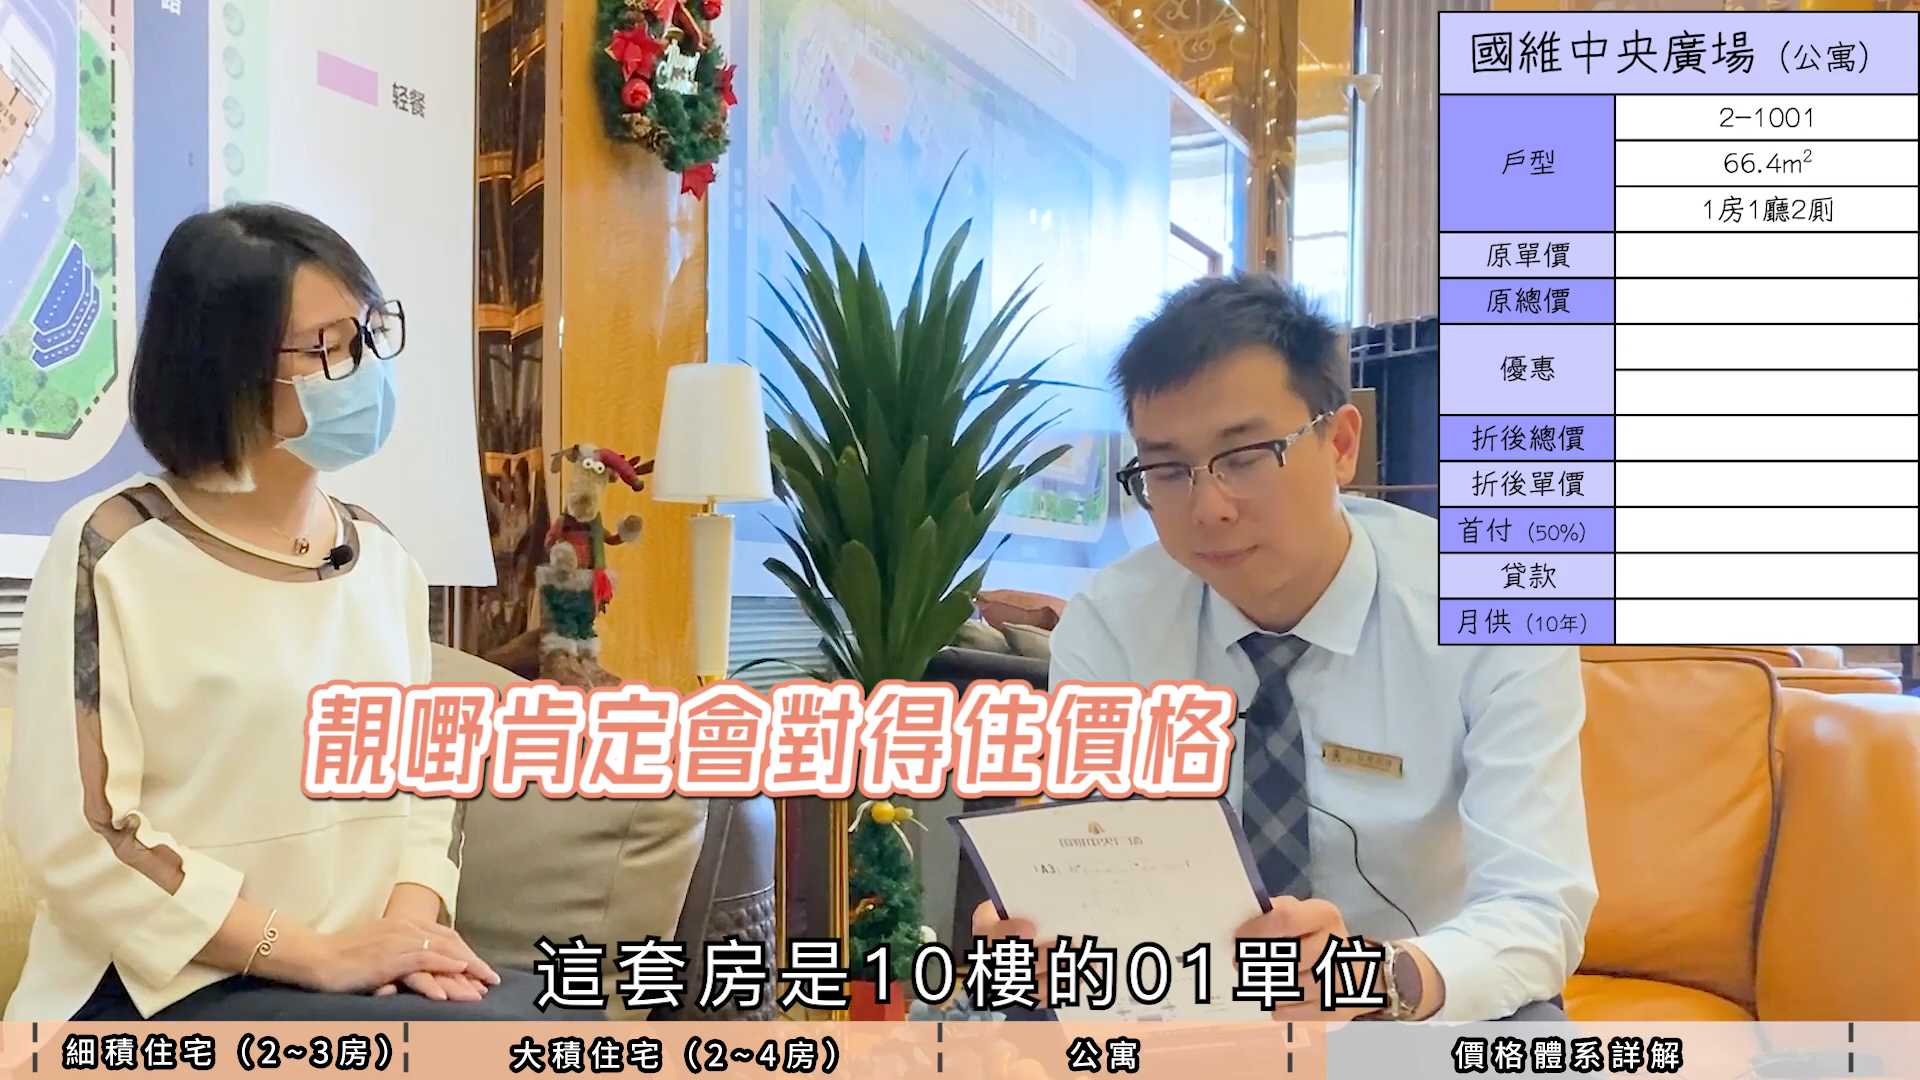 轻餐
國維中央廣場（公寓）
戶型
2-1001
66.4m²
1房1廳2厠
原單價
原總價
優惠
折後總價
折後單價
首付（50%）
貸款
月供（10年）
靚嘢肯定會對得住價格
這套房是10樓的01單位
細積住宅（2~3房）
大積住宅（2~4房）
公寓
價格體系詳解